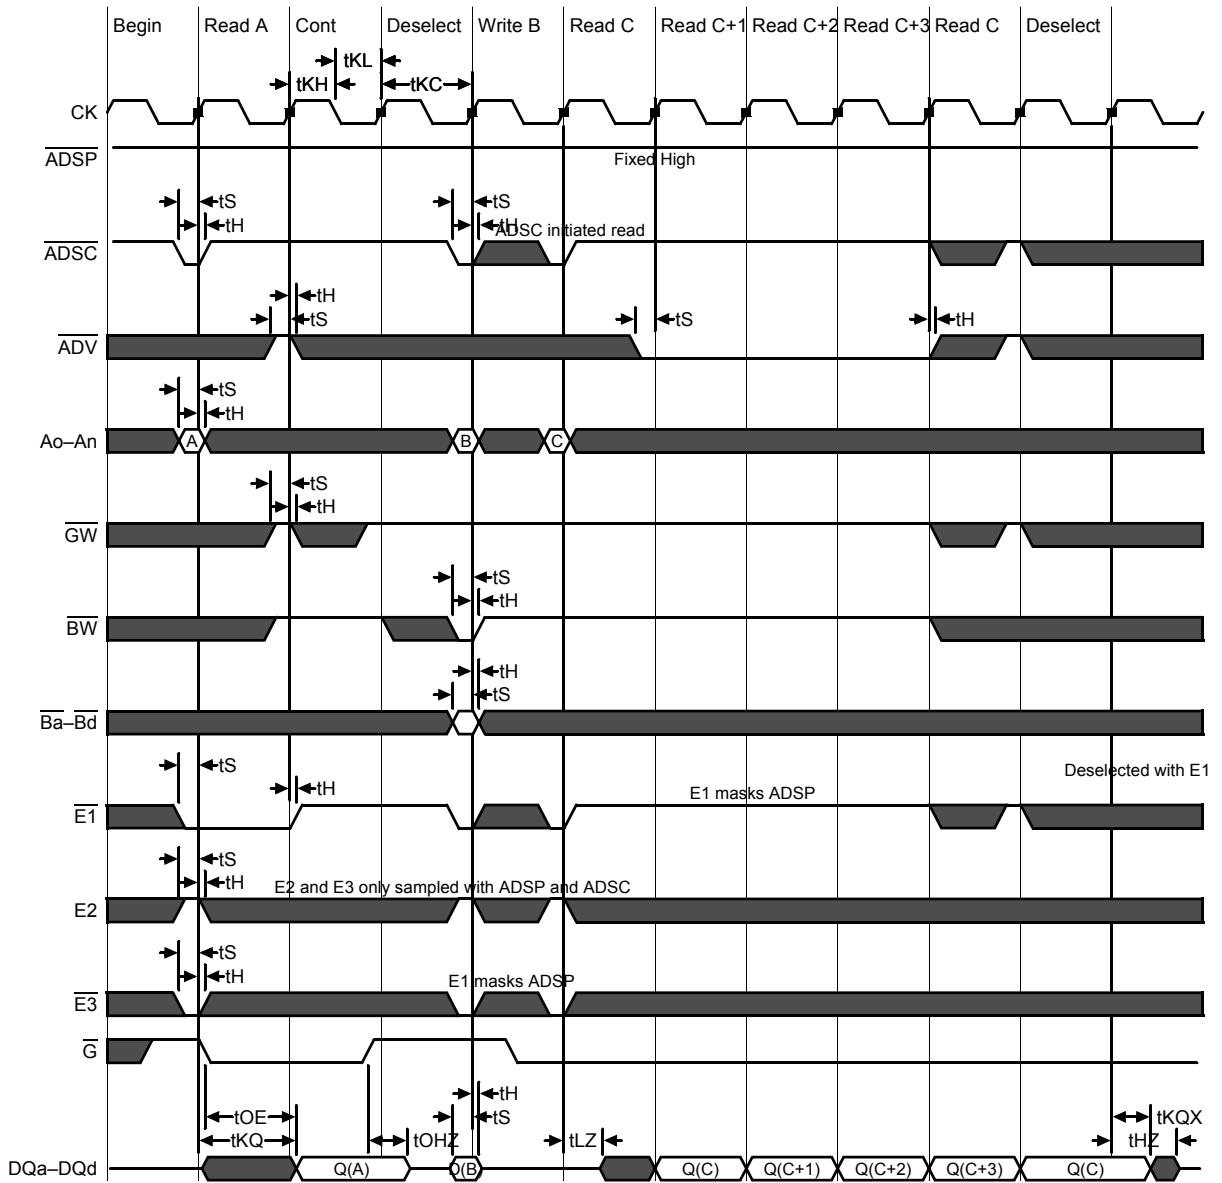 Begin Read A Cont Deselect Write B Read C Read C+1 Read C+2 Read C+3 Read C Deselect
tKL
tKH tKC
CK
ADSP
Fixed High
tS tS
tH tH
ADSC initiated read
ADSC
tH
tS tS tH
ADV
tS
tH
Ao–An A B C
tS
tH
GW
tS
tH
BW
tH
tS
Ba–Bd
tS
Deselected with E1
tH
E1 masks ADSP
E1
tS
tH
E2 and E3 only sampled with ADSP and ADSC
E2
tS
tH
E1 masks ADSP
E3
G
tH
tOE tS tKQX
tKQ tOHZ tLZ tHZ
DQa–DQd Q(A) D(B) Q(C) Q(C+1) Q(C+2) Q(C+3) Q(C)